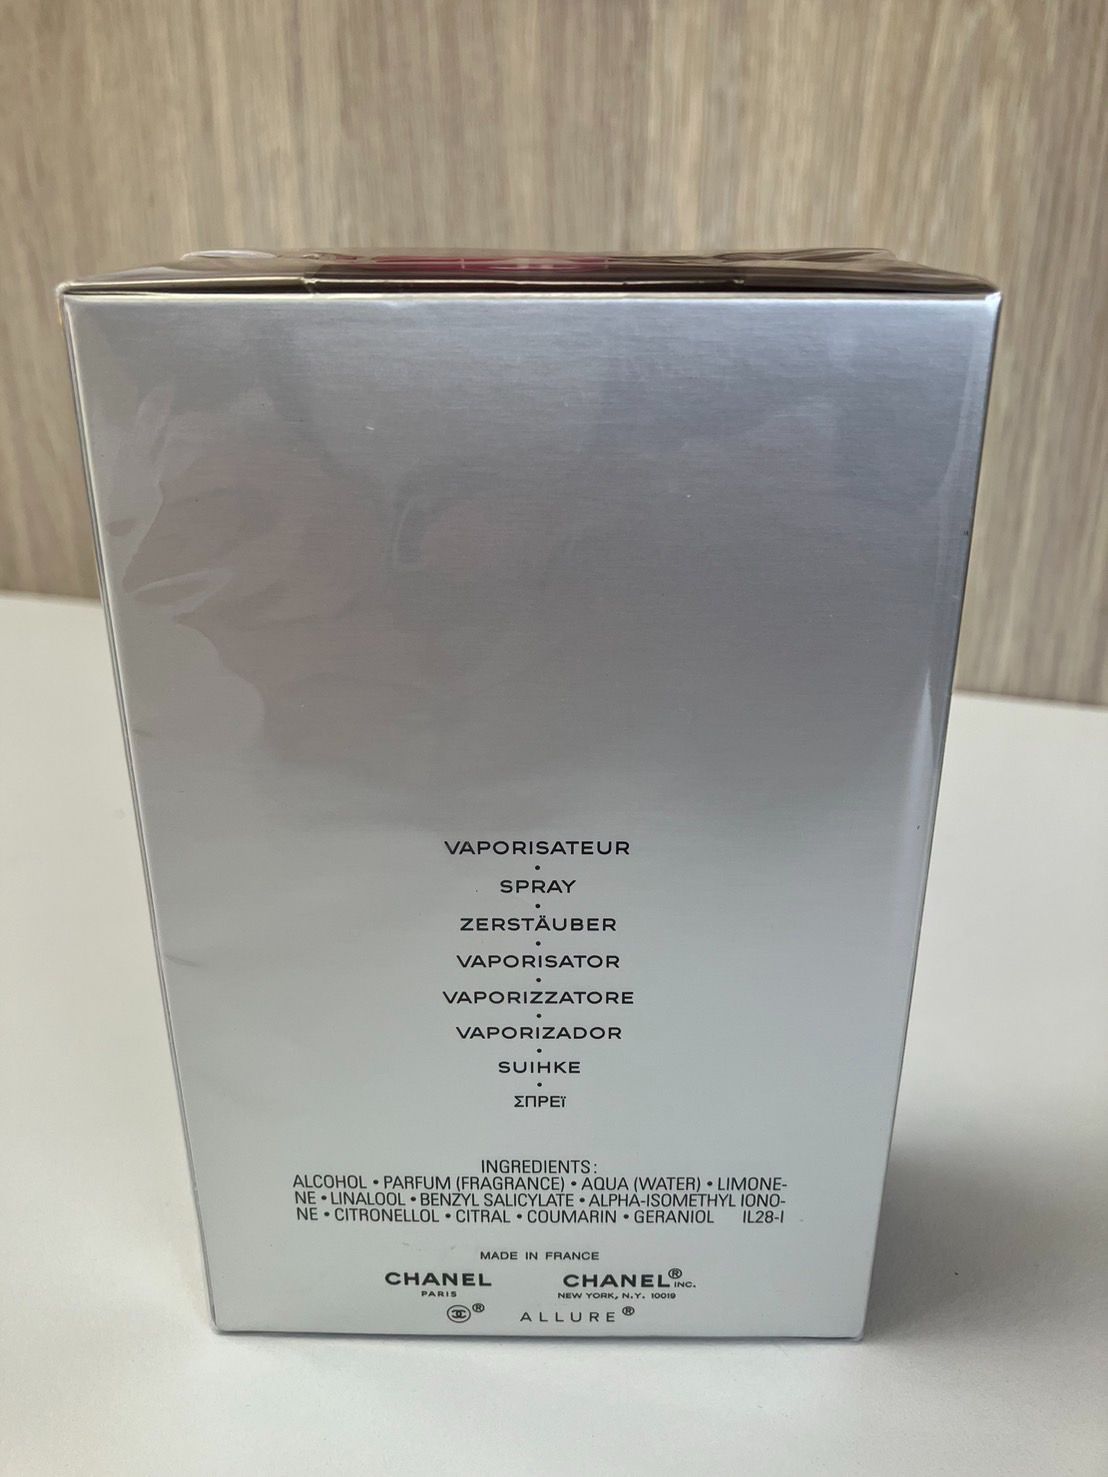 VAPORISATEUR
•
SPRAY
•
ZERSTÄUBER
•
VAPORISATOR
•
VAPORIZZATORE
•
VAPORIZADOR
•
SUIHKE
•
ΣΠΡΕΪ
INGREDIENTS:
ALCOHOL • PARFUM (FRAGRANCE) • AQUA (WATER) • LIMONE-
NE • LINALOOL • BENZYL SALICYLATE • ALPHA-ISOMETHYL IONO-
NE • CITRONELLOL • CITRAL • COUMARIN • GERANIOL IL28-I
MADE IN FRANCE
CHANEL CHANEL® INC.
PARIS NEW YORK, N.Y. 10019
® ALLURE®